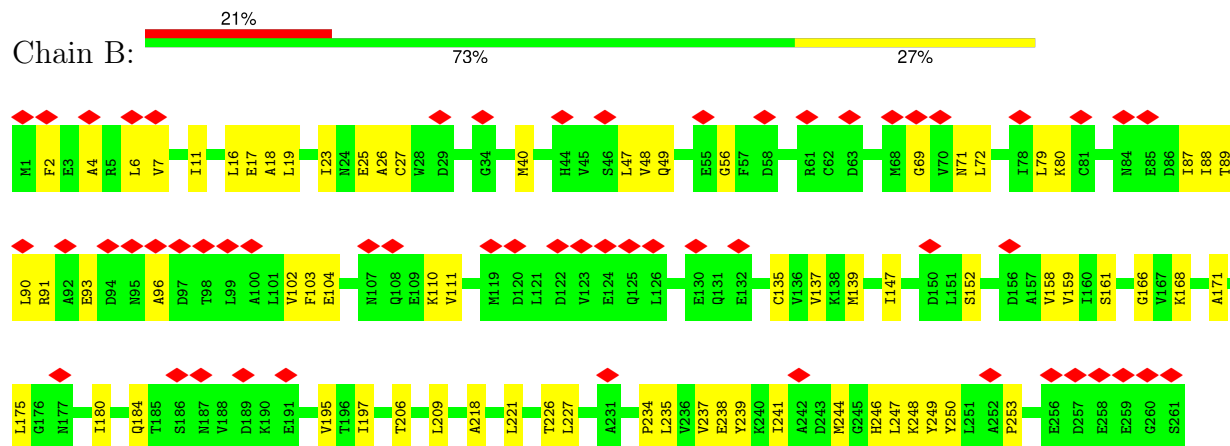 21%
Chain B:
73% 27%
M1 F2 E3 A4 R5 L6 V7 I11 L16 E17 A18 L19 I23 N24 E25 A26 C27 W28 D29 G34 M40 H44 V45 S46 L47 V48 Q49 E55 G56 F57 D58 R61 C62 D63 M68 G69 V70 N71 L72 I78 L79 K80 C81 N84 E85 D86 I87 I88 T89
L90 R91 A92 E93 D94 N95 A96 D97 T98 L99 A100 L101 V102 F103 E104 N107 Q108 E109 K110 V111 M119 D120 L121 D122 V123 E124 Q125 L126 E130 Q131 E132 C135 V136 V137 K138 M139 I147 D150 L151 S152 D156 A157 V158 V159 I160 S161 G166 V167 K168 A171
L175 G176 N177 I180 Q184 T185 S186 N187 V188 D189 K190 E191 V195 T196 I197 T206 L209 A218 L221 T226 L227 A231 P234 L235 V236 V237 E238 Y239 K240 I241 A242 D243 M244 G245 H246 L247 K248 Y249 Y250 L251 A252 P253 E256 D257 E258 E259 G260 S261